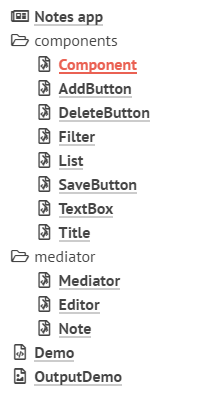 Notes app
components
Component
AddButton
DeleteButton
Filter
List
SaveButton
TextBox
Title
mediator
Mediator
Editor
Note
Demo
OutputDemo